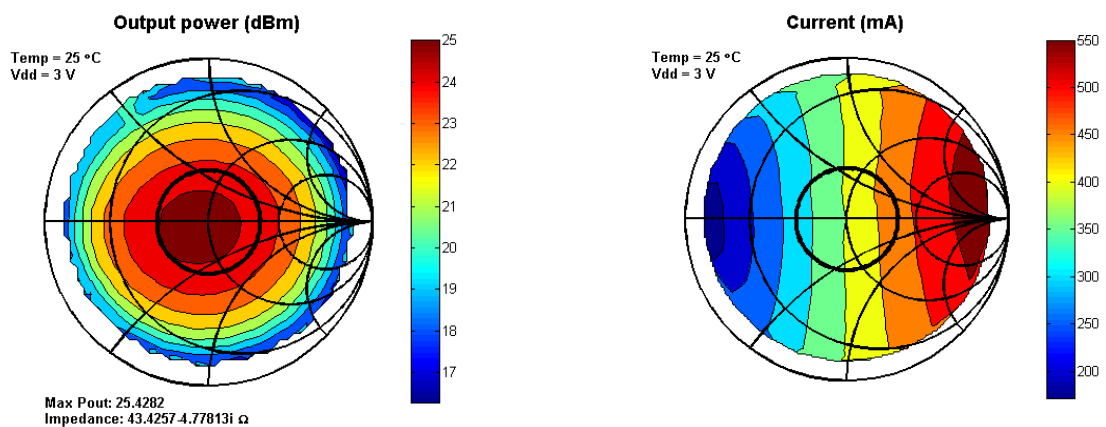 Output power (dBm)
Temp = 25 °C
Vdd = 3 V
25
24
23
22
21
20
19
18
17
Max Pout: 25.4282
Impedance: 43.4257-4.77813i Ω
Current (mA)
Temp = 25 °C
Vdd = 3 V
550
500
450
400
350
300
250
200